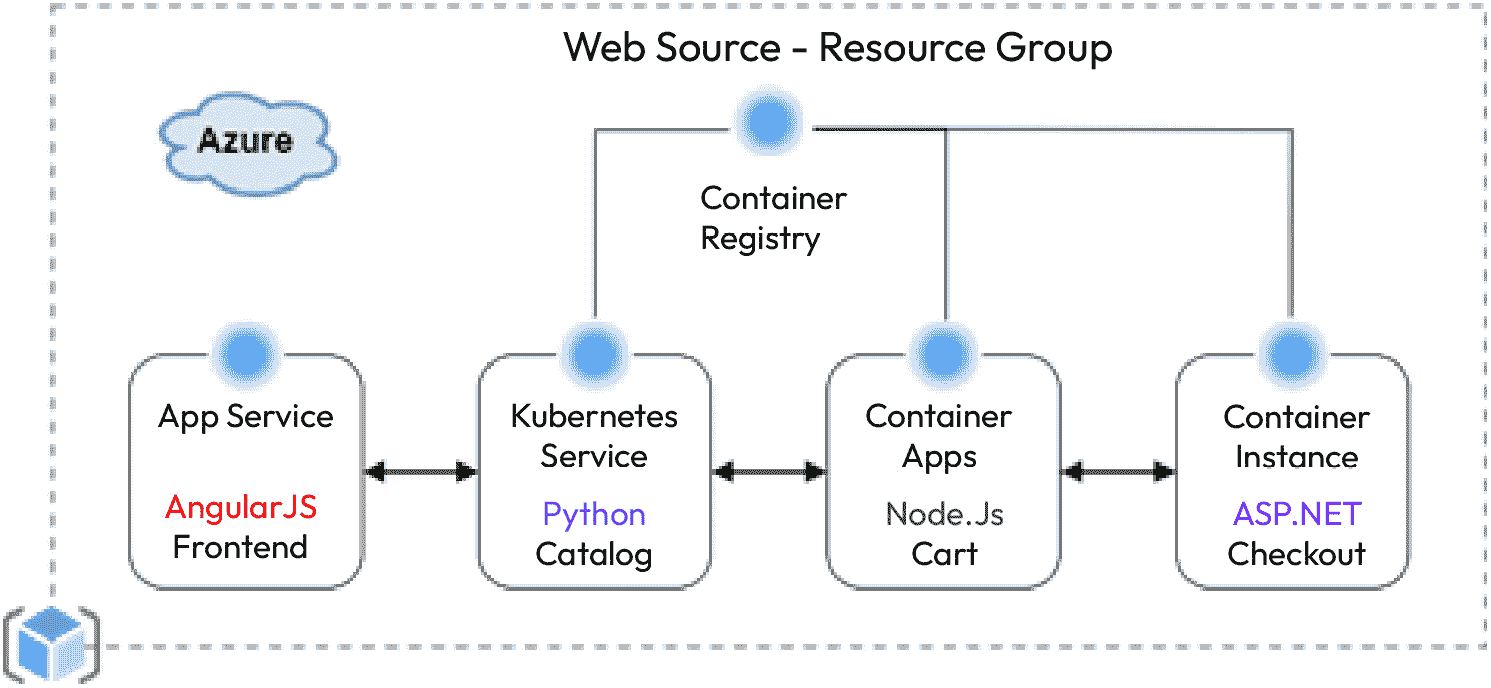 Web Source - Resource Group
Azure
Container
Registry
App Service
AngularJS
Frontend
Kubernetes
Service
Python
Catalog
Container
Apps
Node.Js
Cart
Container
Instance
ASP.NET
Checkout